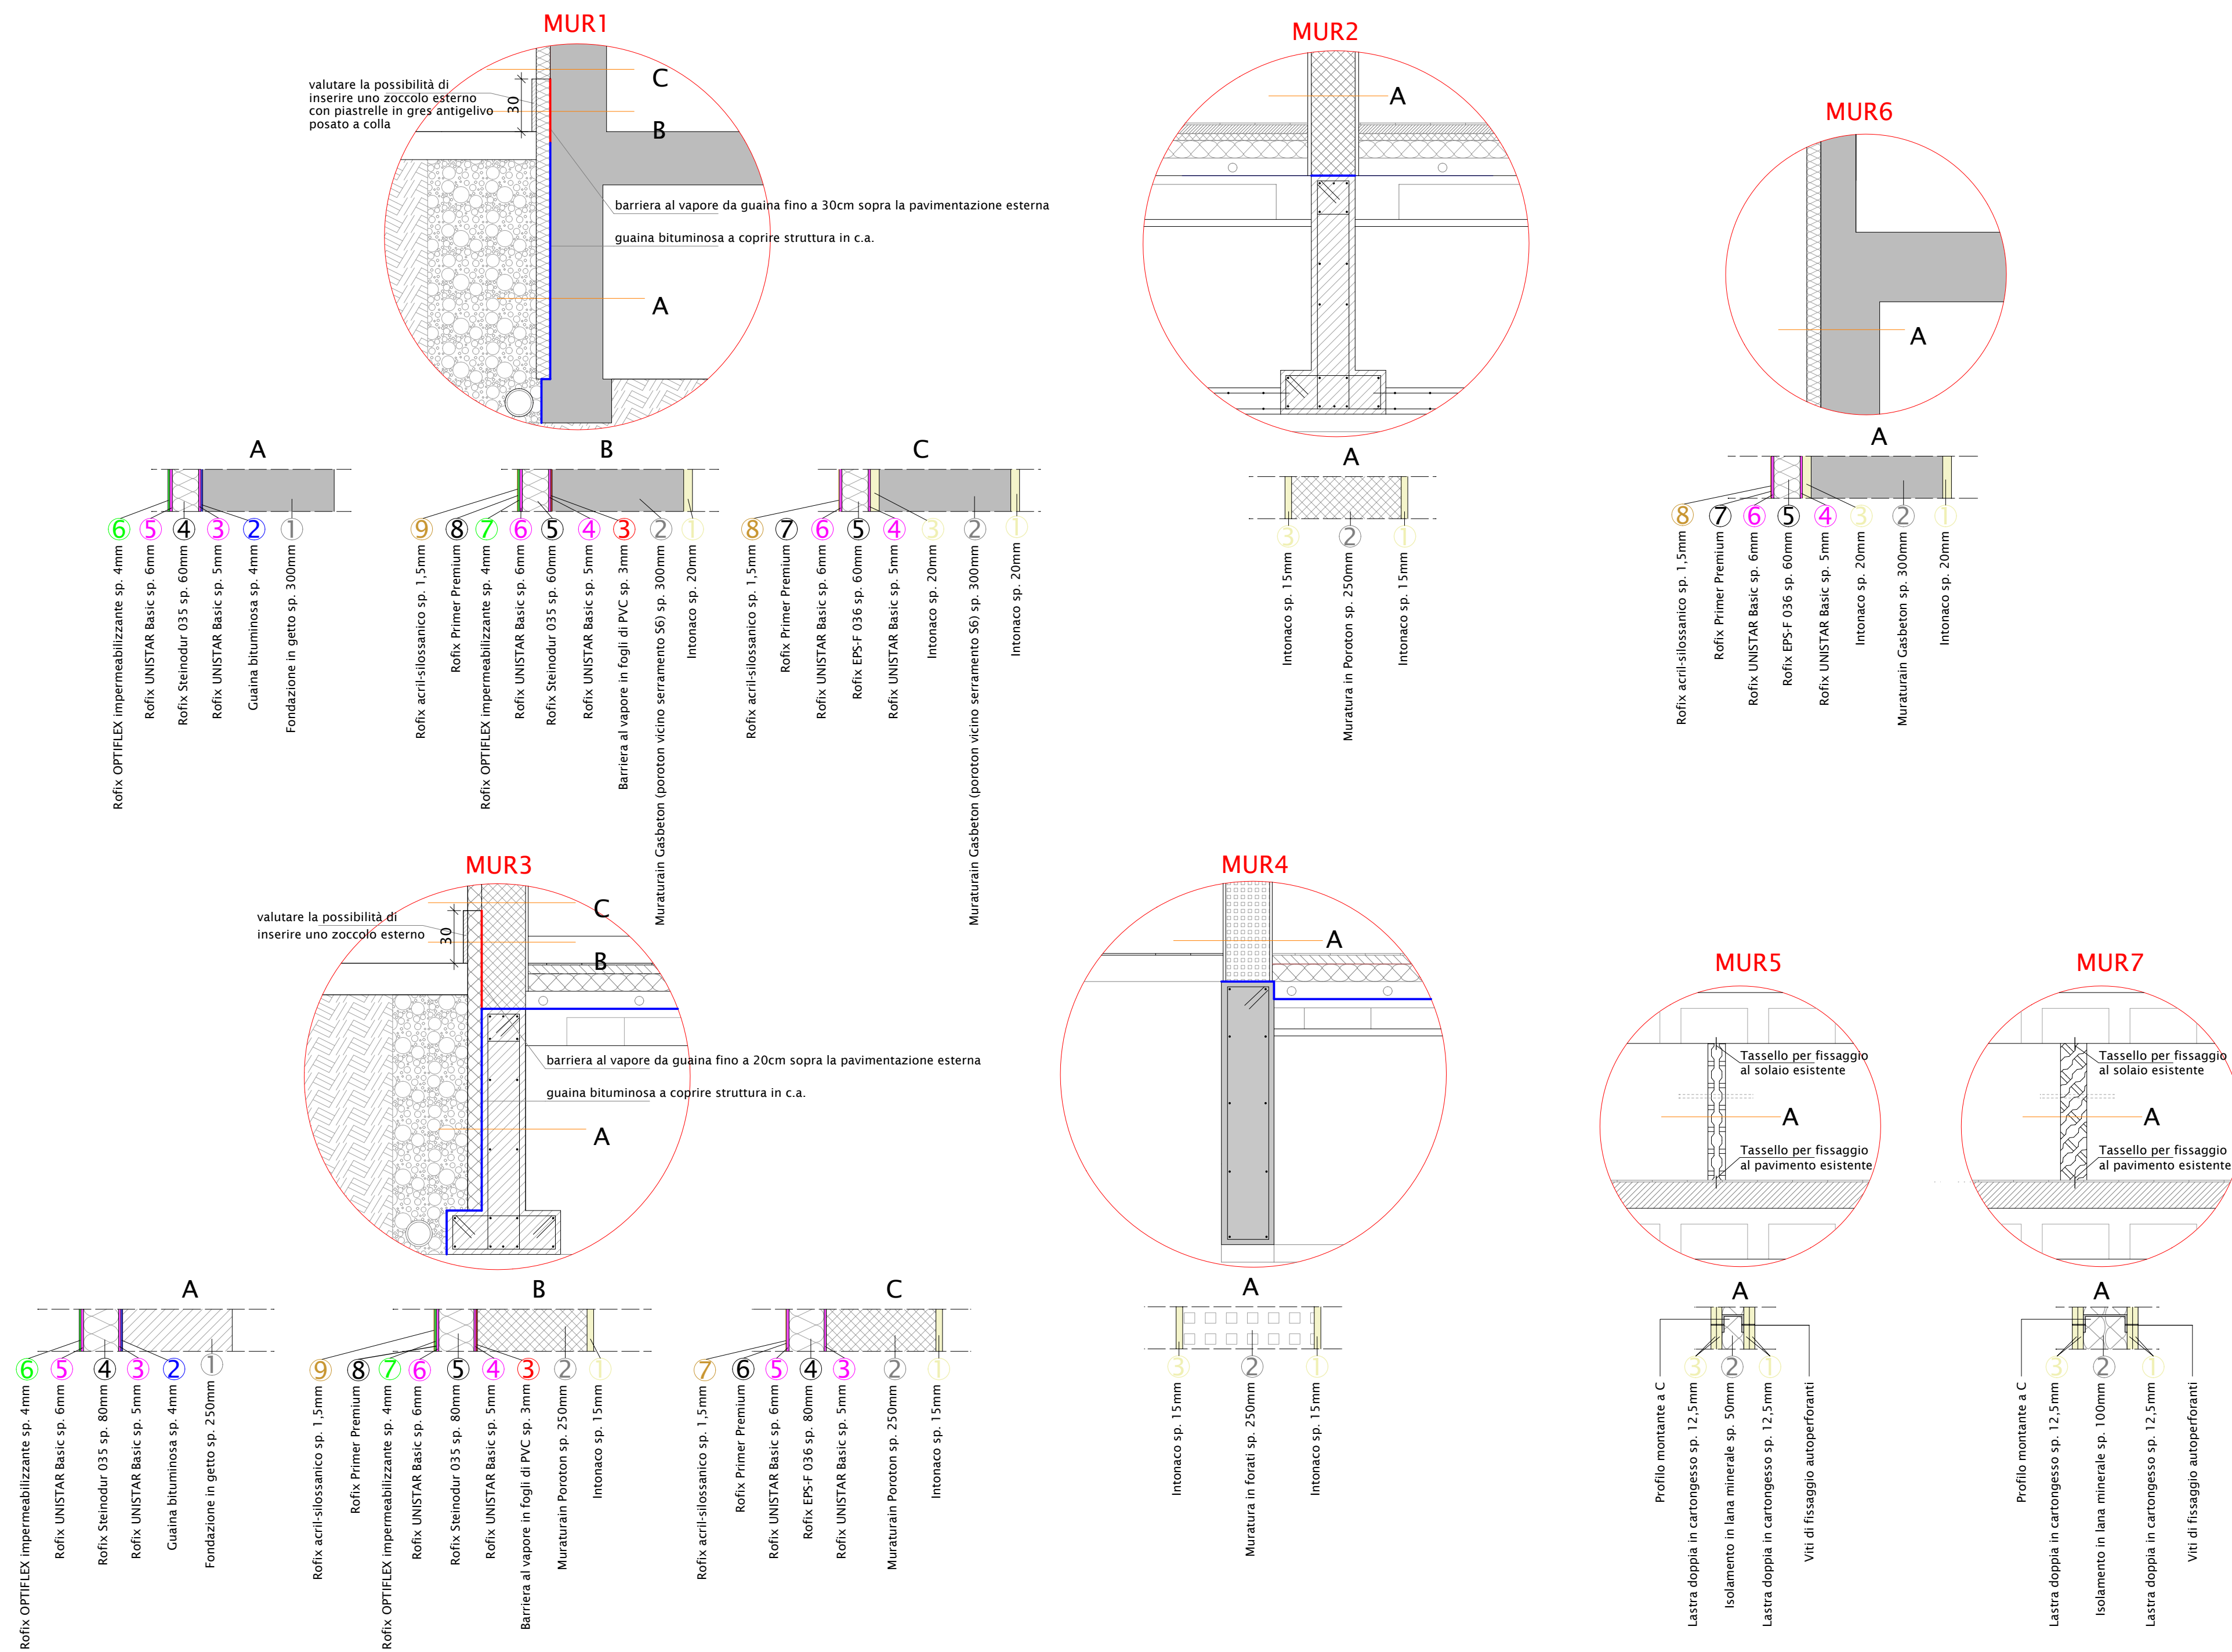 MUR1
valutare la possibilità di
inserire uno zoccolo esterno
con piastrelle in gres antigelivo
posato a colla
30
C
B
barriera al vapore da guaina fino a 30cm sopra la pavimentazione esterna
guaina bituminosa a coprire struttura in c.a.
A
A
6
5
4
3
2
1
Rofix OPTIFLEX impermeabilizzante sp. 4mm
Rofix UNISTAR Basic sp. 6mm
Rofix Steinodur 035 sp. 60mm
Rofix UNISTAR Basic sp. 5mm
Guaina bituminosa sp. 4mm
Fondazione in getto sp. 300mm
B
9
8
7
6
5
4
3
2
1
Rofix acril-silossanico sp. 1,5mm
Rofix Primer Premium
Rofix OPTIFLEX impermeabilizzante sp. 4mm
Rofix UNISTAR Basic sp. 6mm
Rofix Steinodur 035 sp. 60mm
Rofix UNISTAR Basic sp. 5mm
Barriera al vapore in fogli di PVC sp. 3mm
Muraturain Gasbeton (poroton vicino serramento S6) sp. 300mm
Intonaco sp. 20mm
C
8
7
6
5
4
3
2
1
Rofix acril-silossanico sp. 1,5mm
Rofix Primer Premium
Rofix UNISTAR Basic sp. 6mm
Rofix EPS-F 036 sp. 60mm
Rofix UNISTAR Basic sp. 5mm
Intonaco sp. 20mm
Muraturain Gasbeton (poroton vicino serramento S6) sp. 300mm
Intonaco sp. 20mm
MUR2
A
A
3
2
1
Intonaco sp. 15mm
Muratura in Poroton sp. 250mm
Intonaco sp. 15mm
MUR6
A
A
8
7
6
5
4
3
2
1
Rofix acril-silossanico sp. 1,5mm
Rofix Primer Premium
Rofix UNISTAR Basic sp. 6mm
Rofix EPS-F 036 sp. 60mm
Rofix UNISTAR Basic sp. 5mm
Intonaco sp. 20mm
Muraturain Gasbeton sp. 300mm
Intonaco sp. 20mm
MUR3
valutare la possibilità di
inserire uno zoccolo esterno
30
C
B
barriera al vapore da guaina fino a 20cm sopra la pavimentazione esterna
guaina bituminosa a coprire struttura in c.a.
A
A
6
5
4
3
2
1
Rofix OPTIFLEX impermeabilizzante sp. 4mm
Rofix UNISTAR Basic sp. 6mm
Rofix Steinodur 035 sp. 80mm
Rofix UNISTAR Basic sp. 5mm
Guaina bituminosa sp. 4mm
Fondazione in getto sp. 250mm
B
9
8
7
6
5
4
3
2
1
Rofix acril-silossanico sp. 1,5mm
Rofix Primer Premium
Rofix OPTIFLEX impermeabilizzante sp. 4mm
Rofix UNISTAR Basic sp. 6mm
Rofix Steinodur 035 sp. 80mm
Rofix UNISTAR Basic sp. 5mm
Barriera al vapore in fogli di PVC sp. 3mm
Muraturain Poroton sp. 250mm
Intonaco sp. 15mm
C
7
6
5
4
3
2
1
Rofix acril-silossanico sp. 1,5mm
Rofix Primer Premium
Rofix UNISTAR Basic sp. 6mm
Rofix EPS-F 036 sp. 80mm
Rofix UNISTAR Basic sp. 5mm
Muraturain Poroton sp. 250mm
Intonaco sp. 15mm
MUR4
A
A
3
2
1
Intonaco sp. 15mm
Muratura in forati sp. 250mm
Intonaco sp. 15mm
MUR5
Tassello per fissaggio
al solaio esistente
A
Tassello per fissaggio
al pavimento esistente
A
3
2
1
Profilo montante a C
Lastra doppia in cartongesso sp. 12,5mm
Isolamento in lana minerale sp. 50mm
Lastra doppia in cartongesso sp. 12,5mm
Viti di fissaggio autoperforanti
MUR7
Tassello per fissaggio
al solaio esistente
A
Tassello per fissaggio
al pavimento esistente
A
3
2
1
Profilo montante a C
Lastra doppia in cartongesso sp. 12,5mm
Isolamento in lana minerale sp. 100mm
Lastra doppia in cartongesso sp. 12,5mm
Viti di fissaggio autoperforanti